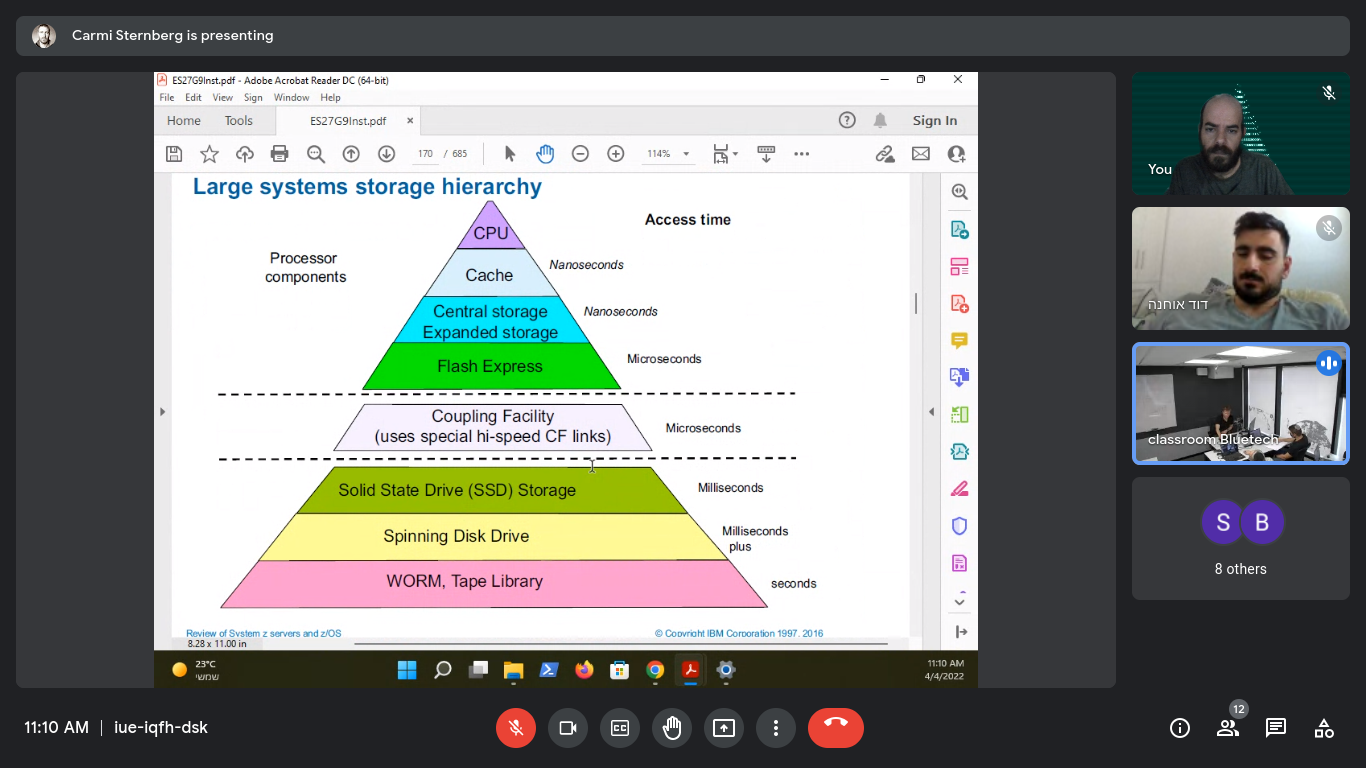 Carmi Sternberg is presenting
ES27G9Inst.pdf - Adobe Acrobat Reader DC (64-bit)
File Edit View Sign Window Help
Home Tools ES27G9Inst.pdf × Sign In
170 / 685 114%
Large systems storage hierarchy
Access time
CPU
Processor
components
Cache
Nanoseconds
Central storage
Expanded storage
Nanoseconds
Flash Express
Microseconds
Coupling Facility
(uses special hi-speed CF links)
Microseconds
Solid State Drive (SSD) Storage
Milliseconds
Spinning Disk Drive
Milliseconds
plus
WORM, Tape Library
seconds
Review of System z servers and z/OS
© Copyright IBM Corporation 1997, 2016
8.28 x 11.00 in
23°C
שמשי
11:10 AM
4/4/2022
You
דוד אוחנה
classroom Bluetech
S B
8 others
11:10 AM | iue-iqfh-dsk
CC
12